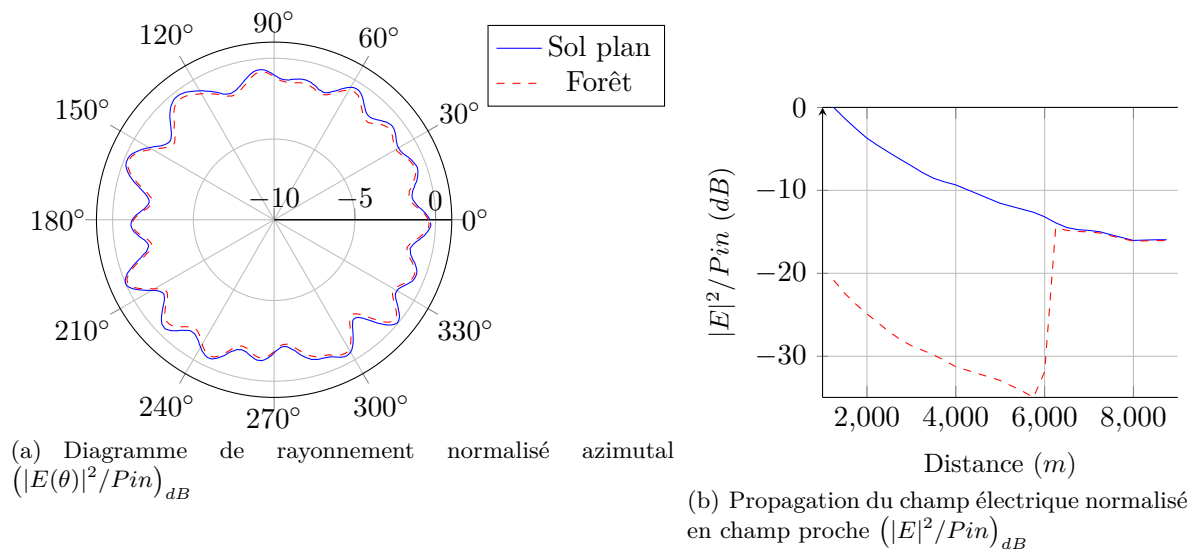 90°
120°
60°
150°
30°
180°
−10
−5
0
0°
210°
330°
240°
300°
270°
Sol plan
Forêt
(a) Diagramme de rayonnement normalisé azimutal
(|E(θ)|²/Pin)_{dB}
0
−10
−20
−30
|E|²/Pin (dB)
2,000
4,000
6,000
8,000
Distance (m)
(b) Propagation du champ électrique normalisé
en champ proche (|E|²/Pin)_{dB}